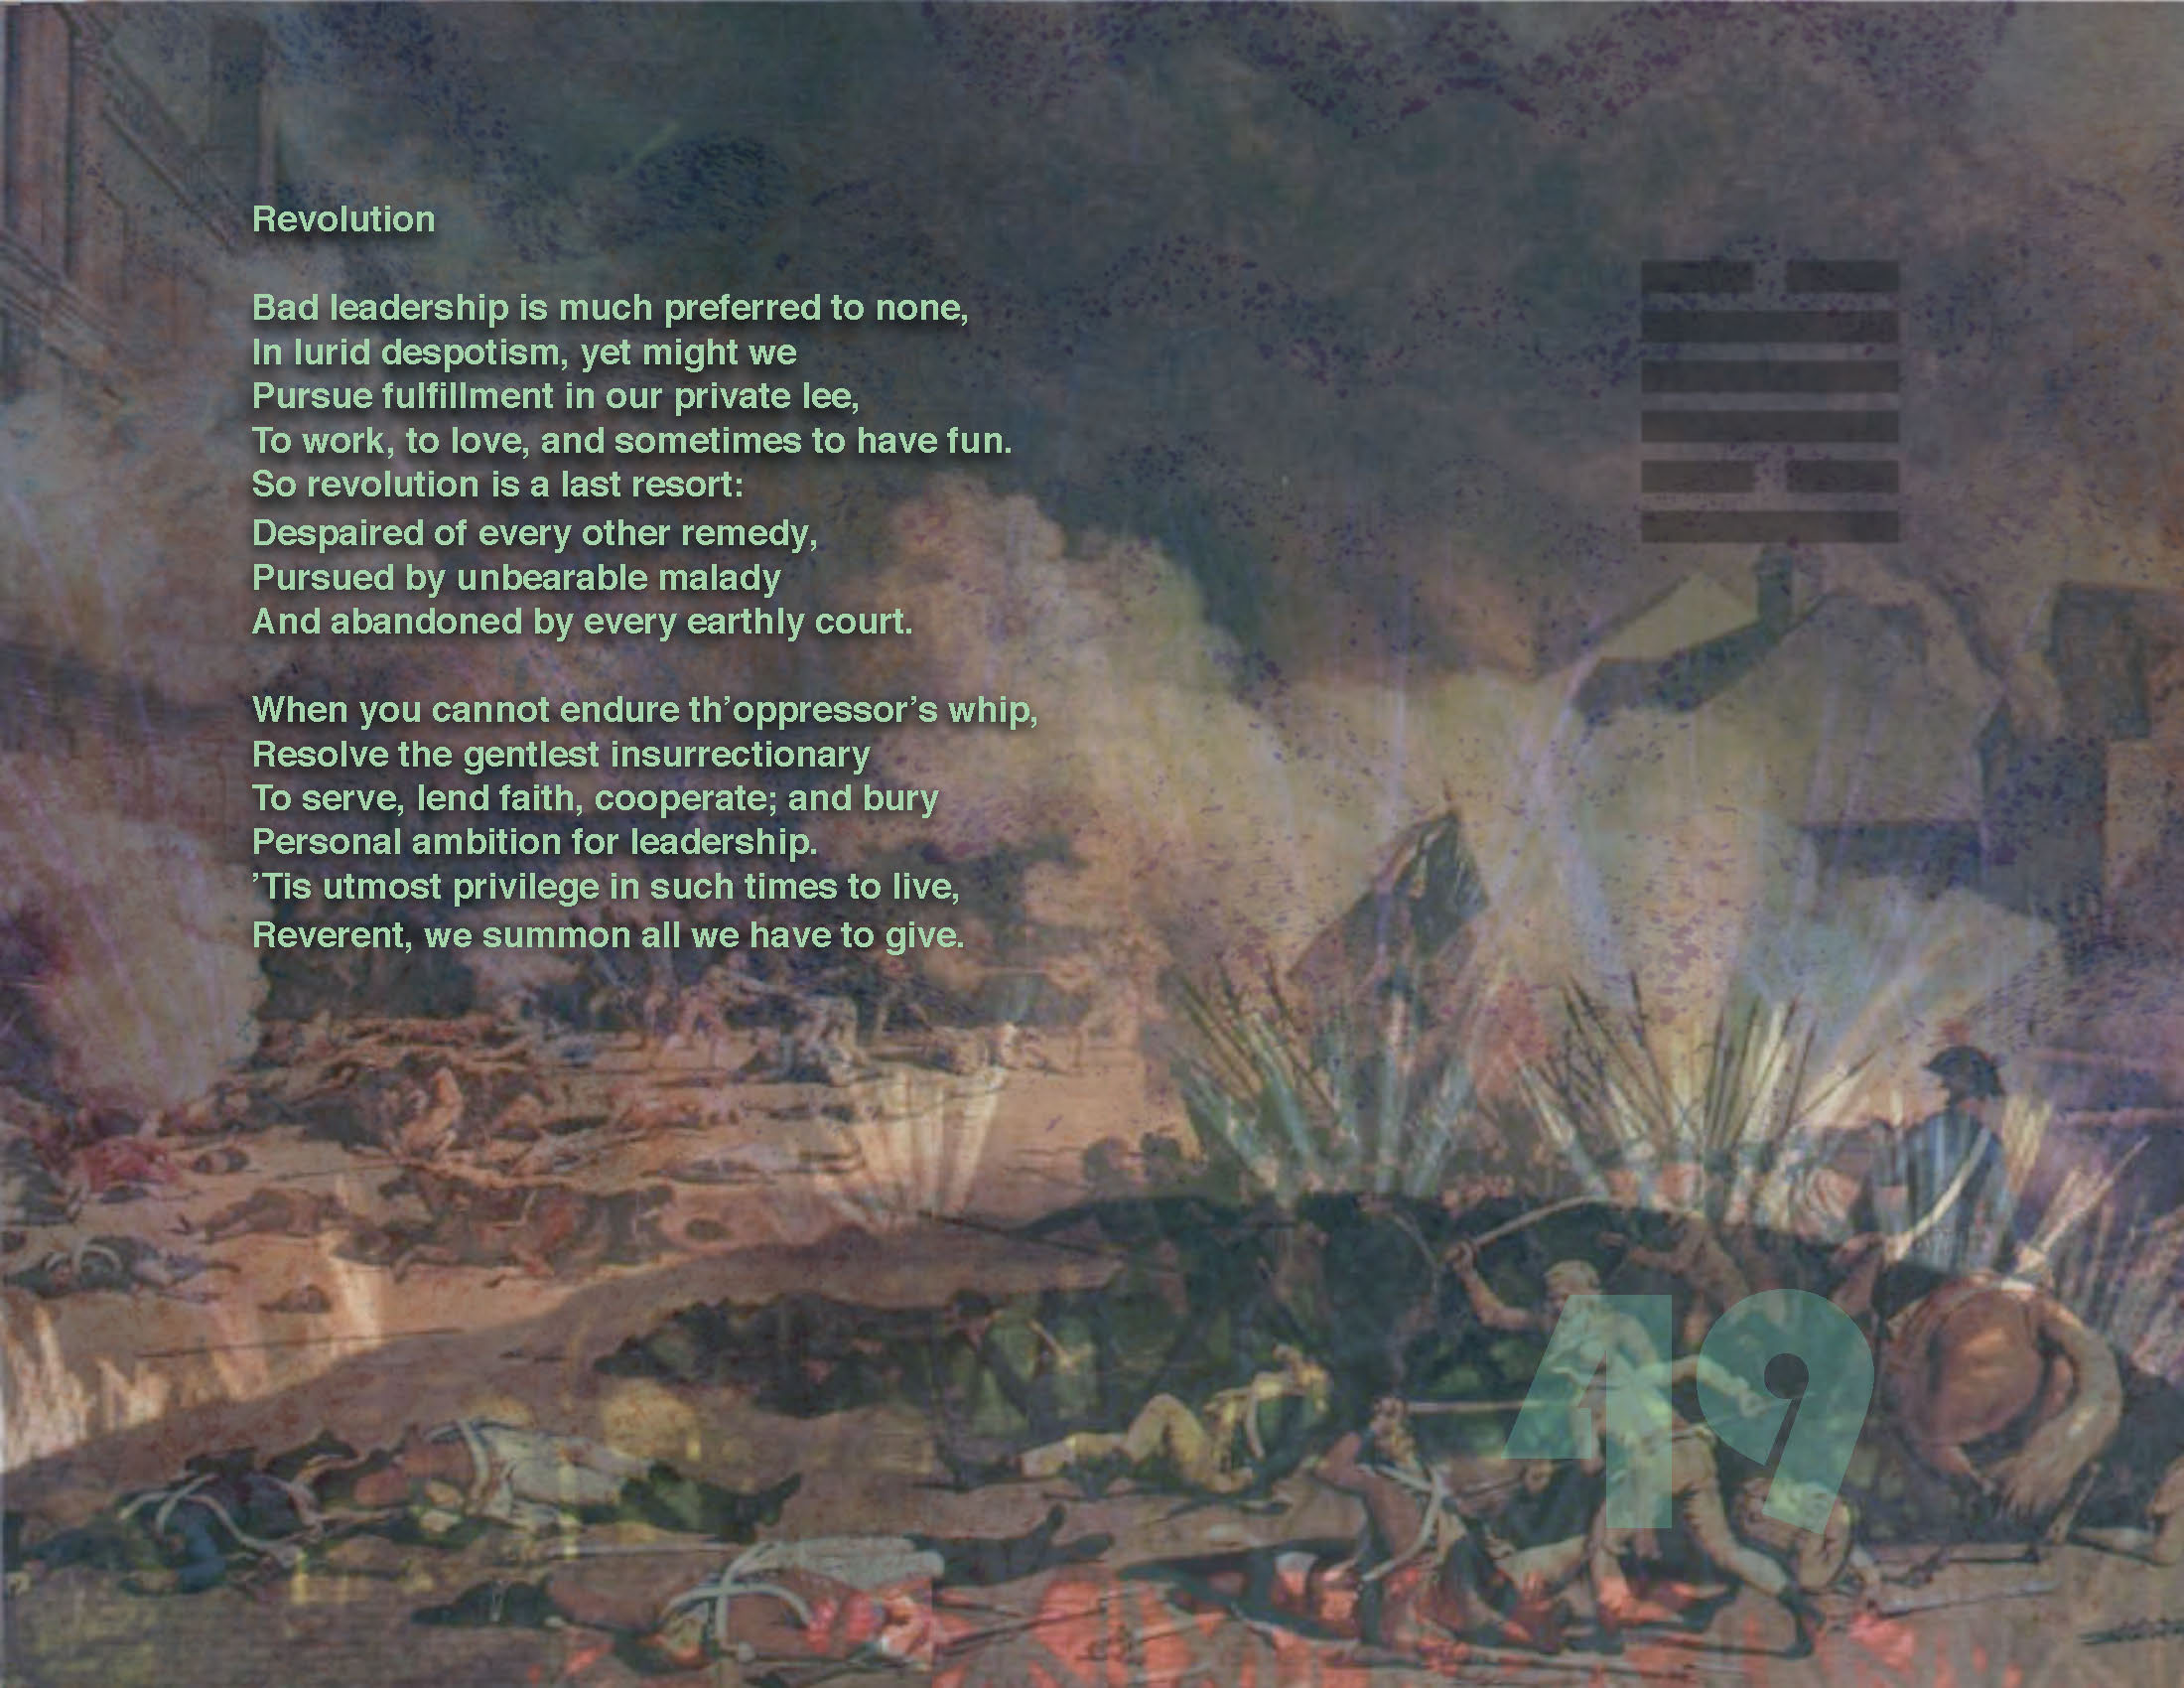 Revolution
Bad leadership is much preferred to none,
In lurid despotism, yet might we
Pursue fulfillment in our private lee,
To work, to love, and sometimes to have fun.
So revolution is a last resort:
Despaired of every other remedy,
Pursued by unbearable malady
And abandoned by every earthly court.
When you cannot endure th’oppressor’s whip,
Resolve the gentlest insurrectionary
To serve, lend faith, cooperate; and bury
Personal ambition for leadership.
’Tis utmost privilege in such times to live,
Reverent, we summon all we have to give.
49